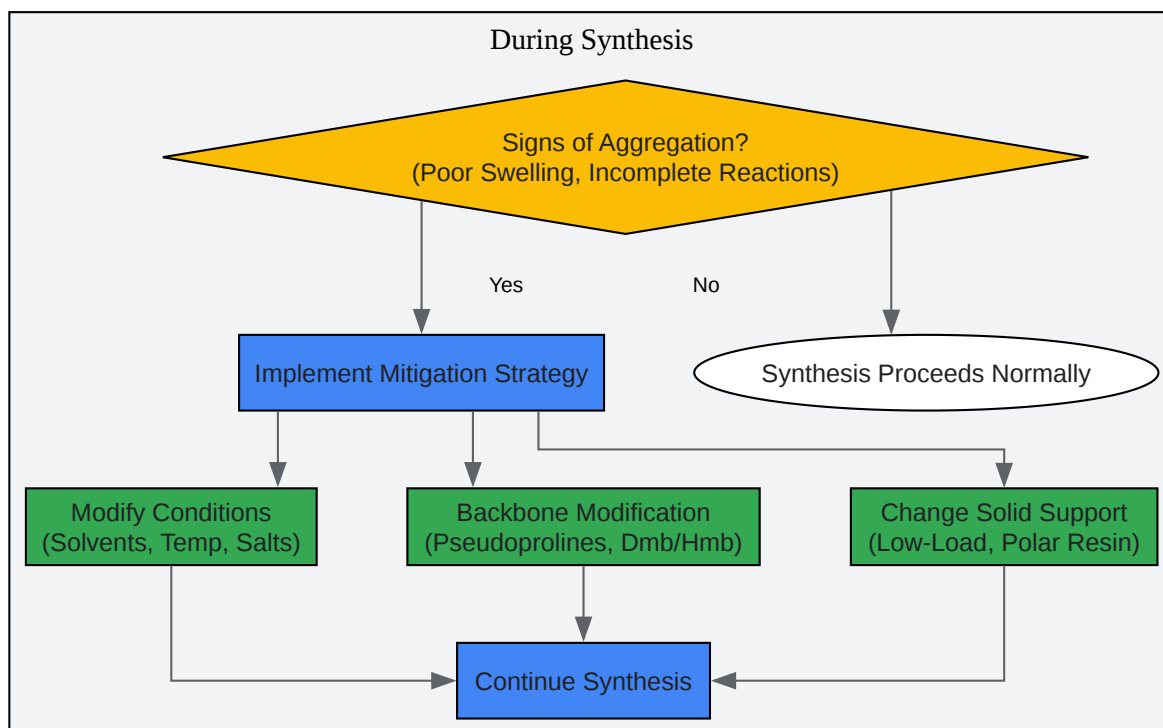 During Synthesis
Signs of Aggregation?
(Poor Swelling, Incomplete Reactions)
Yes
No
Implement Mitigation Strategy
Synthesis Proceeds Normally
Modify Conditions
(Solvents, Temp, Salts)
Backbone Modification
(Pseudoprolines, Dmb/Hmb)
Change Solid Support
(Low-Load, Polar Resin)
Continue Synthesis